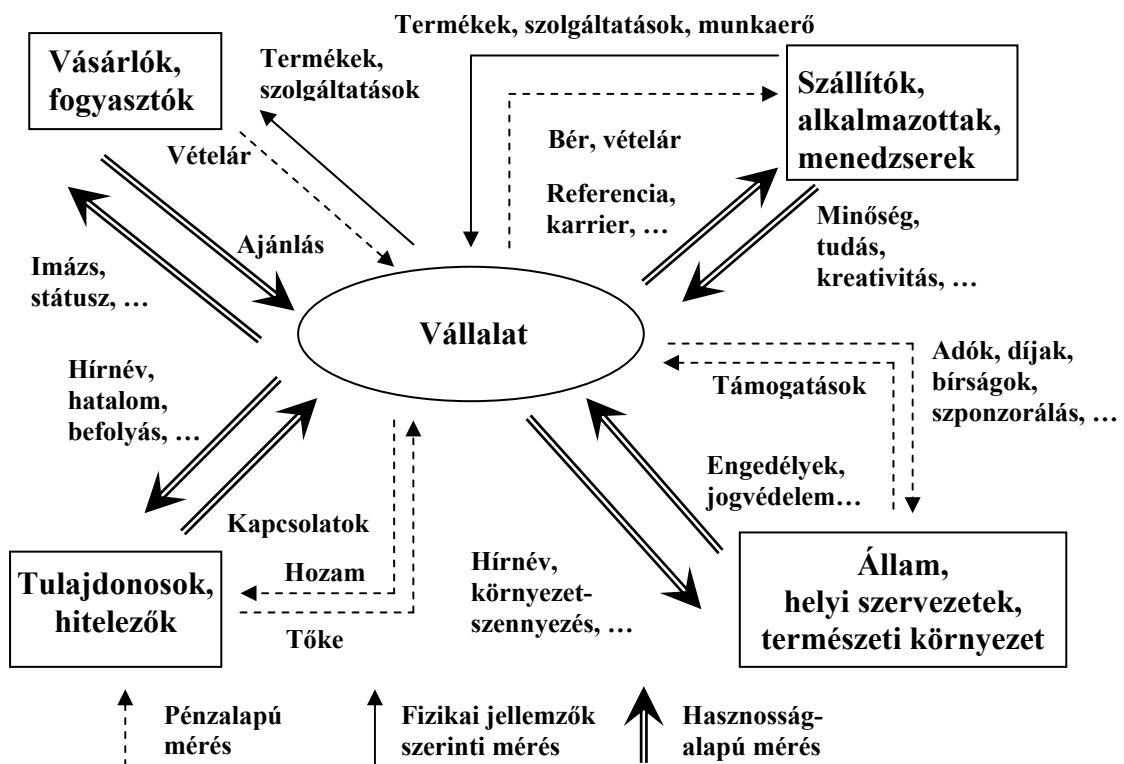 Termékek, szolgáltatások, munkaerő
Vásárlók,
fogyasztók
Termékek,
szolgáltatások
Szállítók,
alkalmazottak,
menedzserek
Vételár
Bér, vételár
Referencia,
karrier, …
Minőség,
tudás,
kreativitás, …
Ajánlás
Imázs,
státusz, …
Vállalat
Hírnév,
hatalom,
befolyás, …
Támogatások
Adók, díjak,
bírságok,
szponzorálás, …
Engedélyek,
jogvédelem…
Kapcsolatok
Hozam
Tőke
Tulajdonosok,
hitelezők
Hírnév,
környezet-
szennyezés, …
Állam,
helyi szervezetek,
természeti környezet
Pénzalapú
mérés
Fizikai jellemzők
szerinti mérés
Hasznosság-
alapú mérés